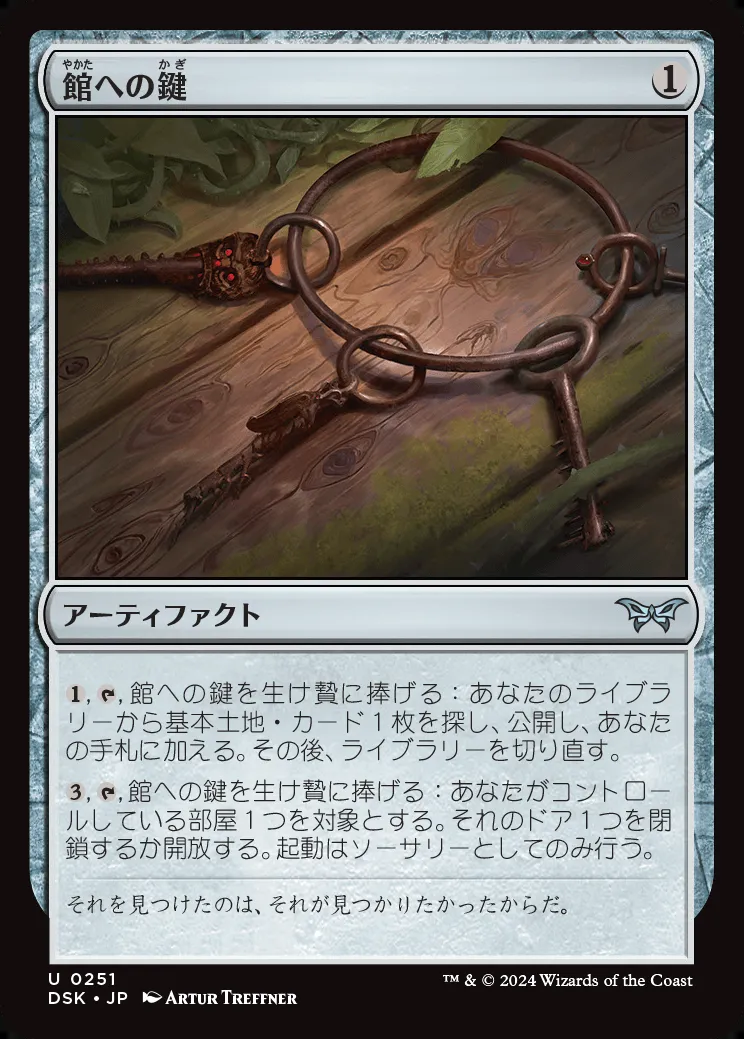 やかた かぎ
館への鍵 1
アーティファクト
1, , 館への鍵を生け贄に捧げる：あなたのライブラ
リーから基本土地・カード１枚を探し、公開し、あなた
の手札に加える。その後、ライブラリーを切り直す。
3, , 館への鍵を生け贄に捧げる：あなたがコントロー
ルしている部屋１つを対象とする。それのドア１つを閉
鎖するか開放する。起動はソーサリーとしてのみ行う。
それを見つけたのは、それが見つかりたかったからだ。
U 0251
DSK • JP ARTUR TREFFNER
™ & © 2024 Wizards of the Coast